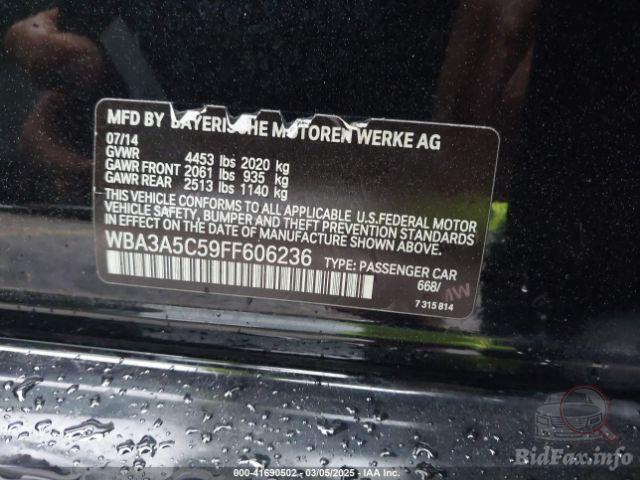 MFD BY BAYERISCHE MOTOREN WERKE AG
07/14
GVWR 4453 lbs 2020 kg
GAWR FRONT 2061 lbs 935 kg
GAWR REAR 2513 lbs 1140 kg
THIS VEHICLE CONFORMS TO ALL APPLICABLE U.S.FEDERAL MOTOR
VEHICLE SAFETY, BUMPER AND THEFT PREVENTION STANDARDS
IN EFFECT ON THE DATE OF MANUFACTURE SHOWN ABOVE.
WBA3A5C59FF606236
TYPE: PASSENGER CAR
668/
1W
7 315 814
000-41690502 - 03/05/2025 - IAA Inc.
BidFax.info